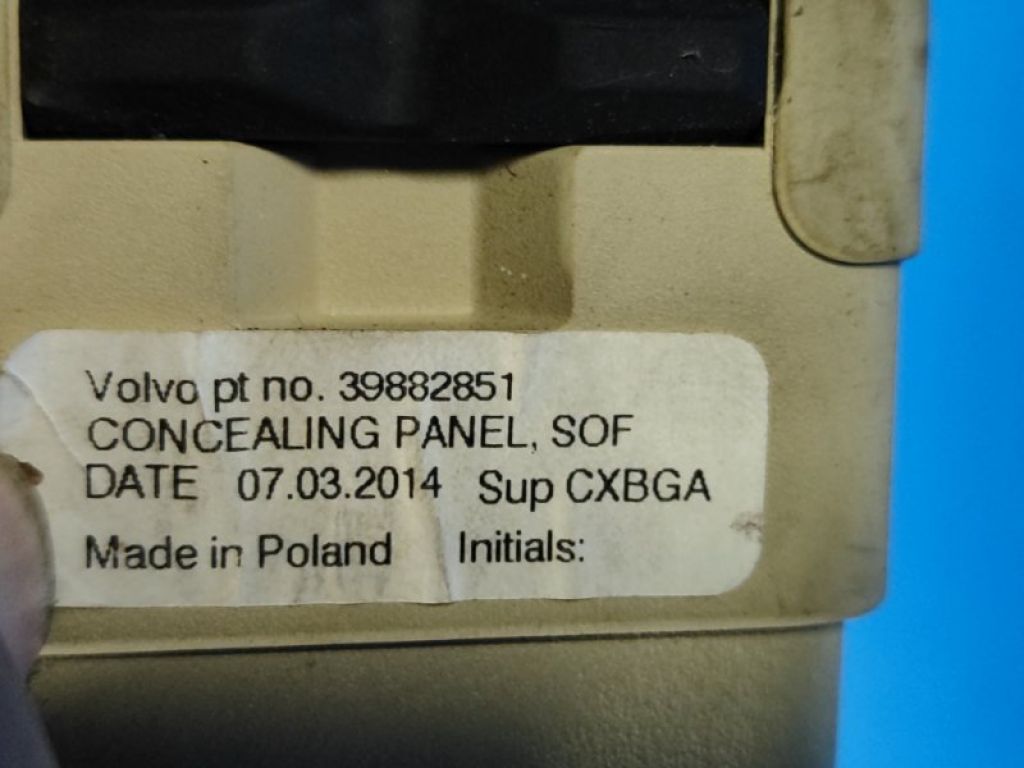 Volvo pt no. 39882851
CONCEALING PANEL, SOF
DATE 07.03.2014 Sup CXBGA
Made in Poland Initials: